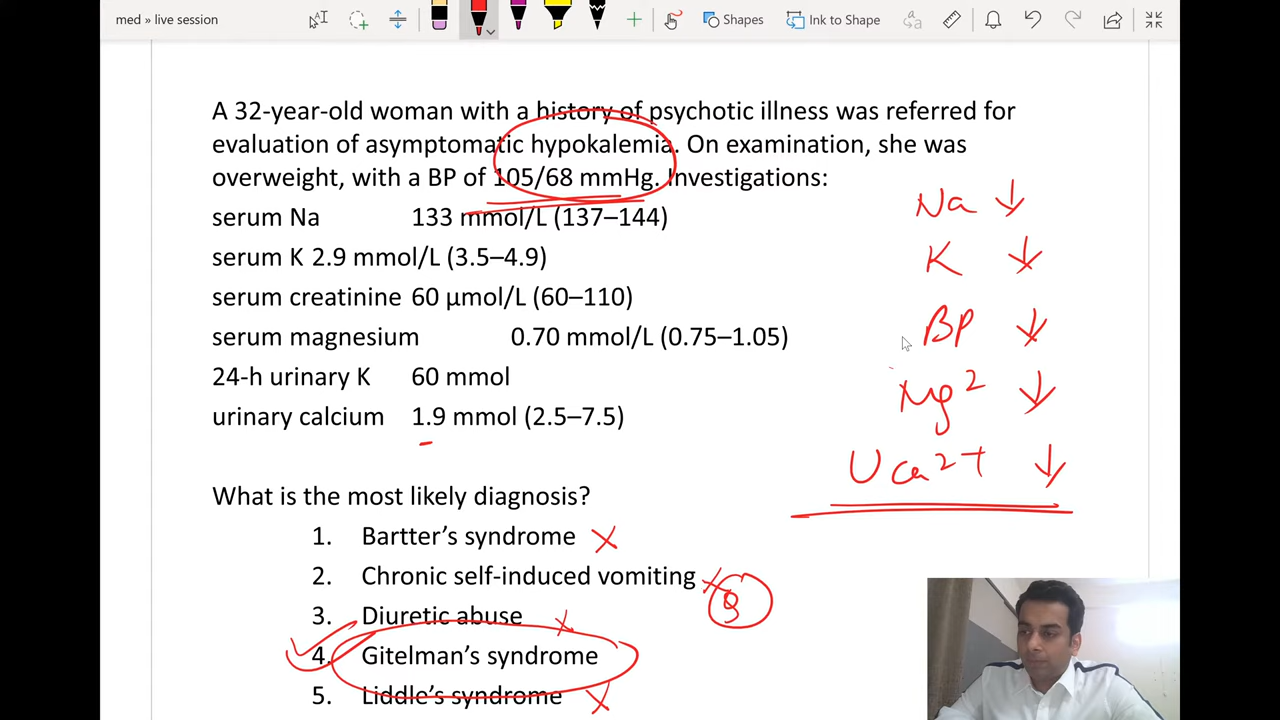 med » live session
Shapes
Ink to Shape
A 32-year-old woman with a history of psychotic illness was referred for
evaluation of asymptomatic hypokalemia. On examination, she was
overweight, with a BP of 105/68 mmHg. Investigations:
serum Na 133 mmol/L (137–144)
serum K 2.9 mmol/L (3.5–4.9)
serum creatinine 60 µmol/L (60–110)
serum magnesium 0.70 mmol/L (0.75–1.05)
24-h urinary K 60 mmol
urinary calcium 1.9 mmol (2.5–7.5)
Na ↓
K ↓
BP ↓
Mg2 ↓
U Ca2+ ↓
What is the most likely diagnosis?
1. Bartter's syndrome X
2. Chronic self-induced vomiting X
3. Diuretic abuse X
4. Gitelman's syndrome
5. Liddle's syndrome X